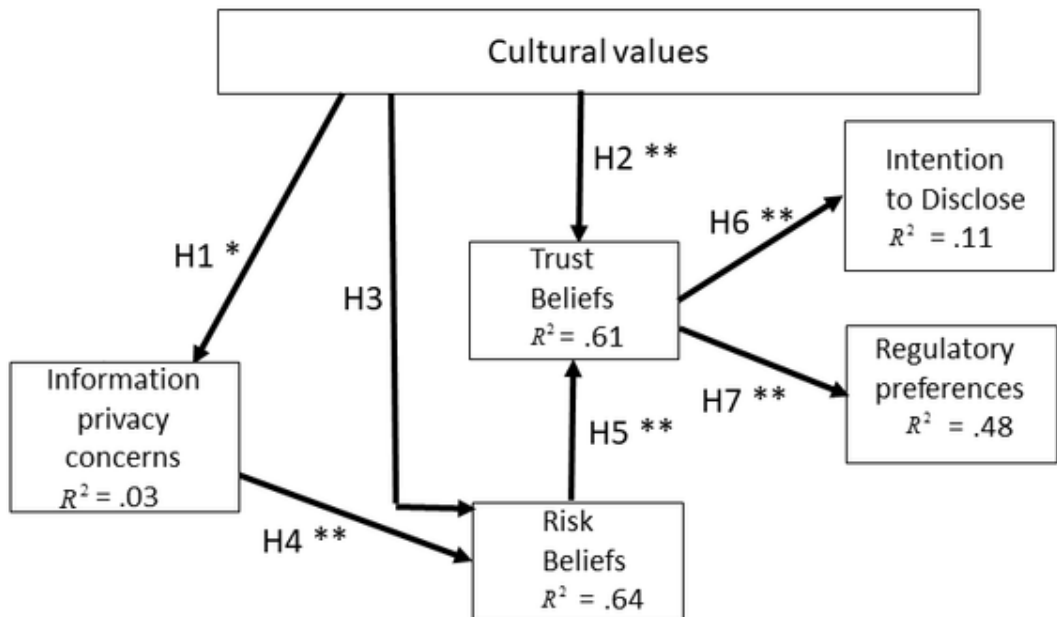 Cultural values
H2 **
Intention
to Disclose
R² = .11
H6 **
H1 *
H3
Trust
Beliefs
R² = .61
Regulatory
preferences
R² = .48
H7 **
Information
privacy
concerns
R² = .03
H5 **
H4 **
Risk
Beliefs
R² = .64